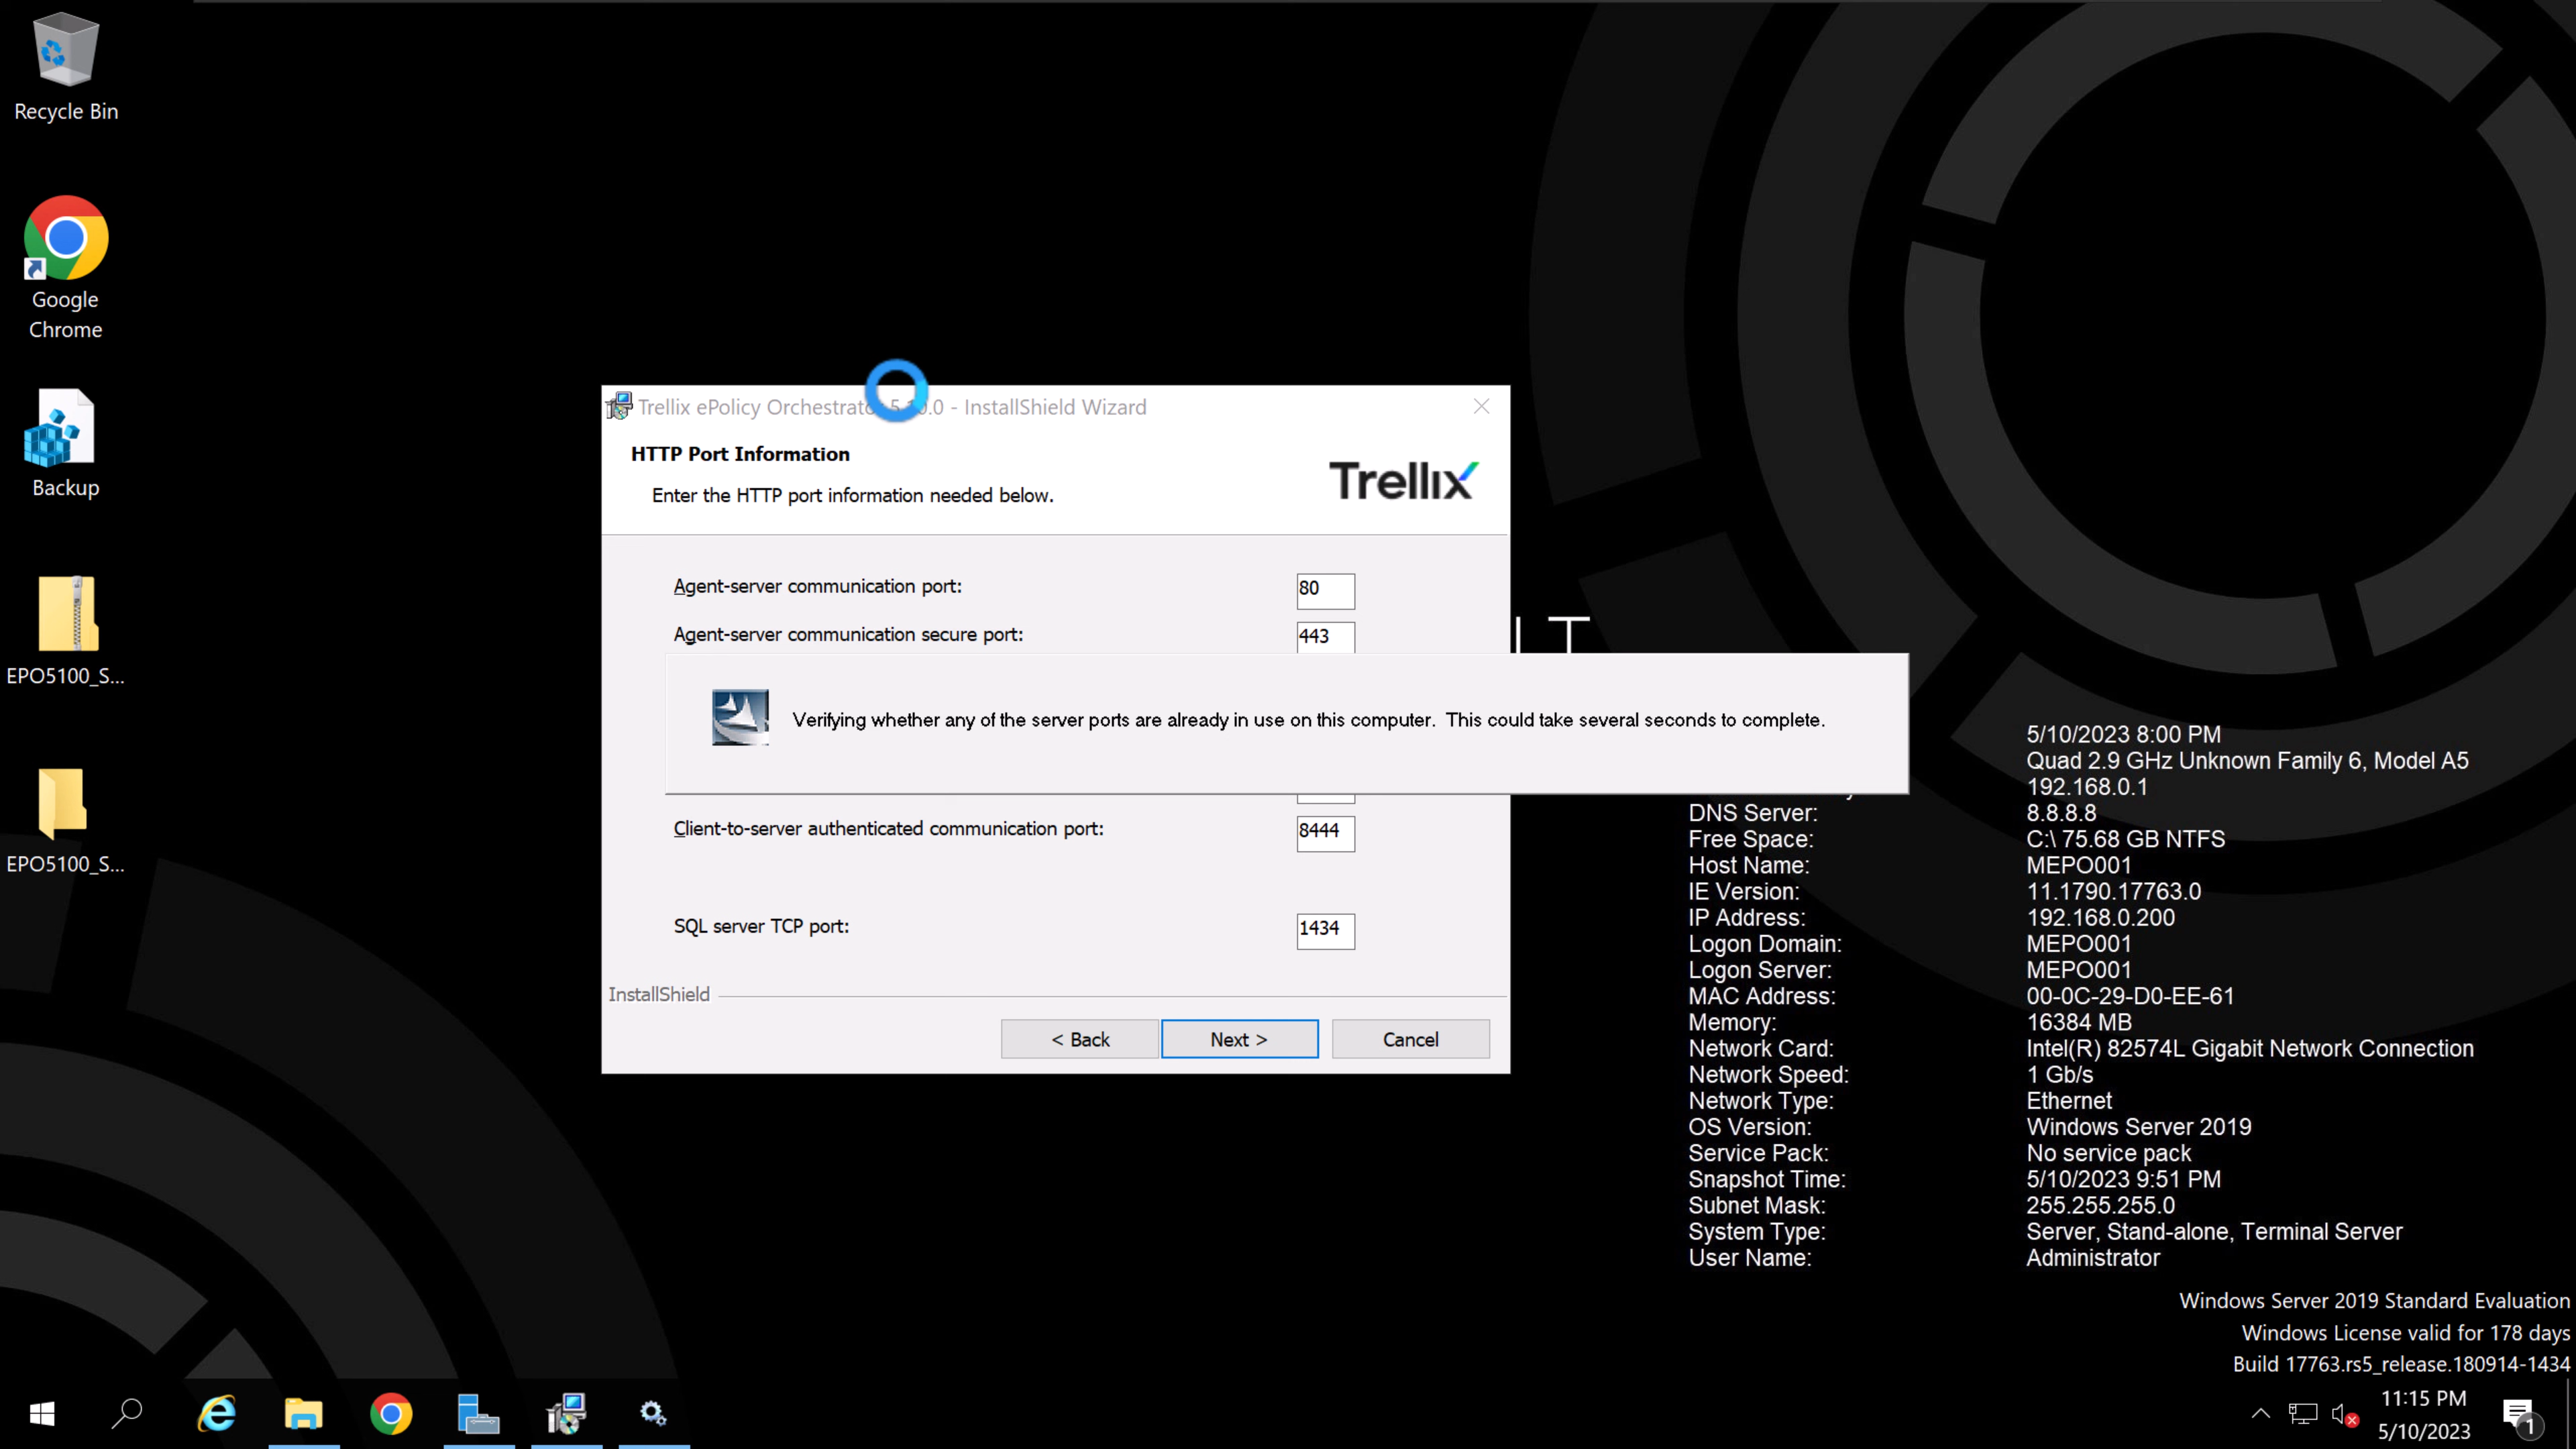 Recycle Bin
Google
Chrome
Backup
EPO5100_S...
EPO5100_S...
Trellix ePolicy Orchestrator 5.10.0 - InstallShield Wizard
HTTP Port Information
Enter the HTTP port information needed below.
Trellix
Agent-server communication port: 80
Agent-server communication secure port: 443
Verifying whether any of the server ports are already in use on this computer. This could take several seconds to complete.
Client-to-server authenticated communication port: 8444
SQL server TCP port: 1434
InstallShield
< Back
Next >
Cancel
5/10/2023 8:00 PM
Quad 2.9 GHz Unknown Family 6, Model A5
192.168.0.1
DNS Server: 8.8.8.8
Free Space: C:\ 75.68 GB NTFS
Host Name: MEPO001
IE Version: 11.1790.17763.0
IP Address: 192.168.0.200
Logon Domain: MEPO001
Logon Server: MEPO001
MAC Address: 00-0C-29-D0-EE-61
Memory: 16384 MB
Network Card: Intel(R) 82574L Gigabit Network Connection
Network Speed: 1 Gb/s
Network Type: Ethernet
OS Version: Windows Server 2019
Service Pack: No service pack
Snapshot Time: 5/10/2023 9:51 PM
Subnet Mask: 255.255.255.0
System Type: Server, Stand-alone, Terminal Server
User Name: Administrator
Windows Server 2019 Standard Evaluation
Windows License valid for 178 days
Build 17763.rs5_release.180914-1434
11:15 PM
5/10/2023
1